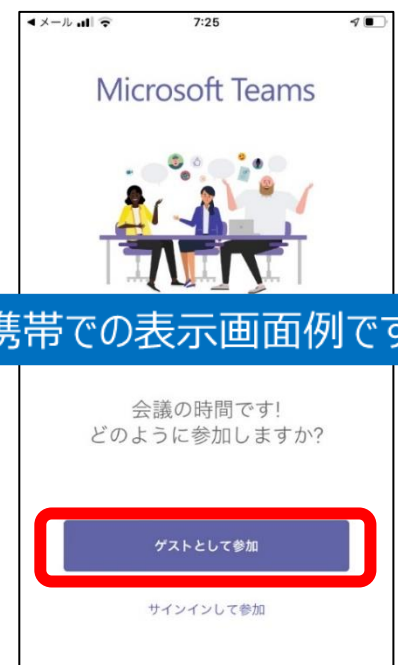 ◀メール 7:25
Microsoft Teams
携帯での表示画面例です
会議の時間です!
どのように参加しますか?
ゲストとして参加
サインインして参加